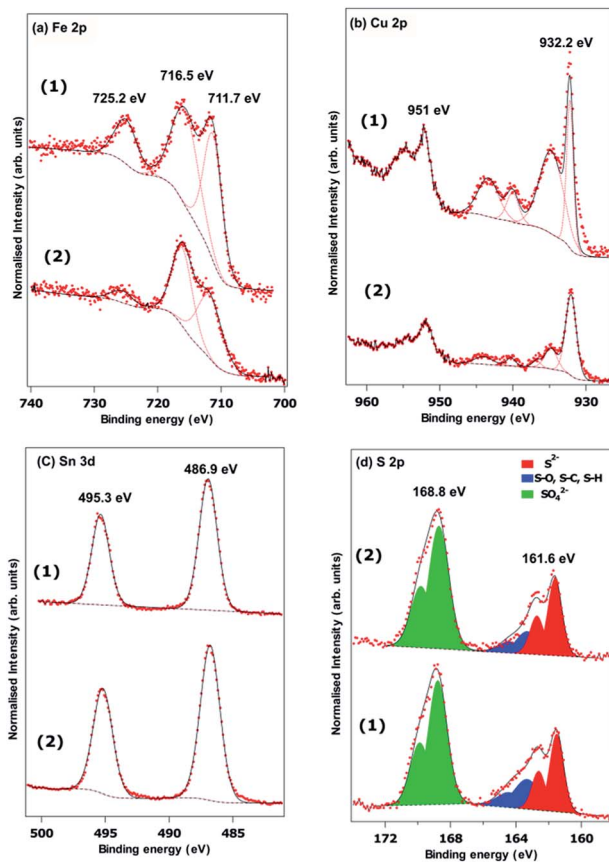 (a) Fe 2p
(1)
725.2 eV
716.5 eV
711.7 eV
(2)
Normalised Intensity (arb. units)
740 730 720 710 700
Binding energy (eV)
(b) Cu 2p
932.2 eV
(1)
951 eV
(2)
Normalised Intensity (arb. units)
960 950 940 930
Binding energy (eV)
(C) Sn 3d
486.9 eV
495.3 eV
(1)
(2)
Normalised Intensity (arb. units)
500 495 490 485
Binding energy (eV)
(d) S 2p
S2-
S-O, S-C, S-H
SO42-
168.8 eV
(2)
161.6 eV
(1)
Normalised Intensity (arb. units)
172 168 164 160
Binding energy (eV)